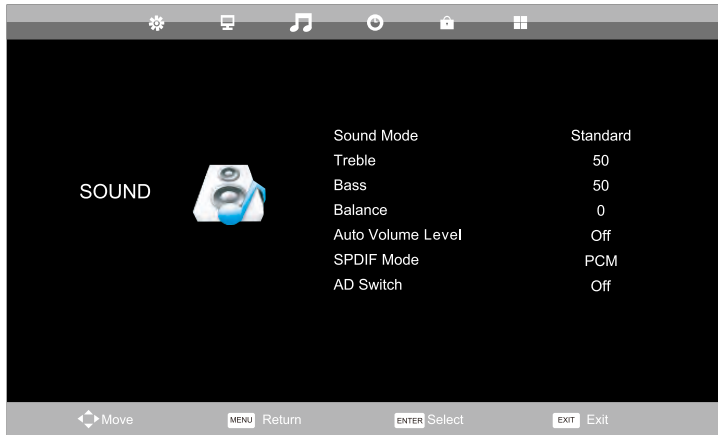 SOUND
Sound Mode Standard
Treble 50
Bass 50
Balance 0
Auto Volume Level Off
SPDIF Mode PCM
AD Switch Off
Move MENU Return ENTER Select EXIT Exit